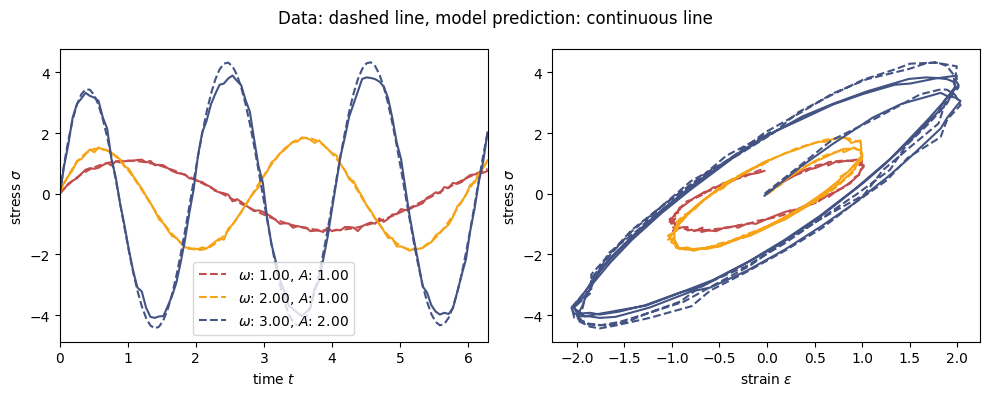 Data: dashed line, model prediction: continuous line
stress σ
4
2
0
−2
−4
ω: 1.00, A: 1.00
ω: 2.00, A: 1.00
ω: 3.00, A: 2.00
0 1 2 3 4 5 6
time t
stress σ
4
2
0
−2
−4
−2.0 −1.5 −1.0 −0.5 0.0 0.5 1.0 1.5 2.0
strain ε